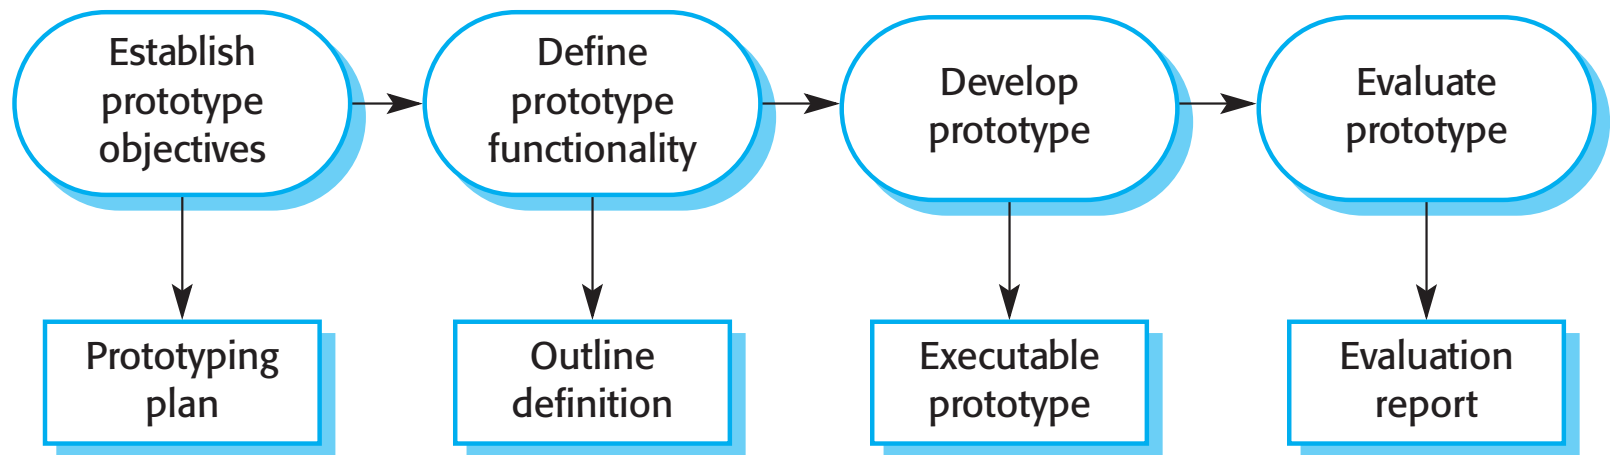 Establish
prototype
objectives
Define
prototype
functionality
Develop
prototype
Evaluate
prototype
Prototyping
plan
Outline
definition
Executable
prototype
Evaluation
report